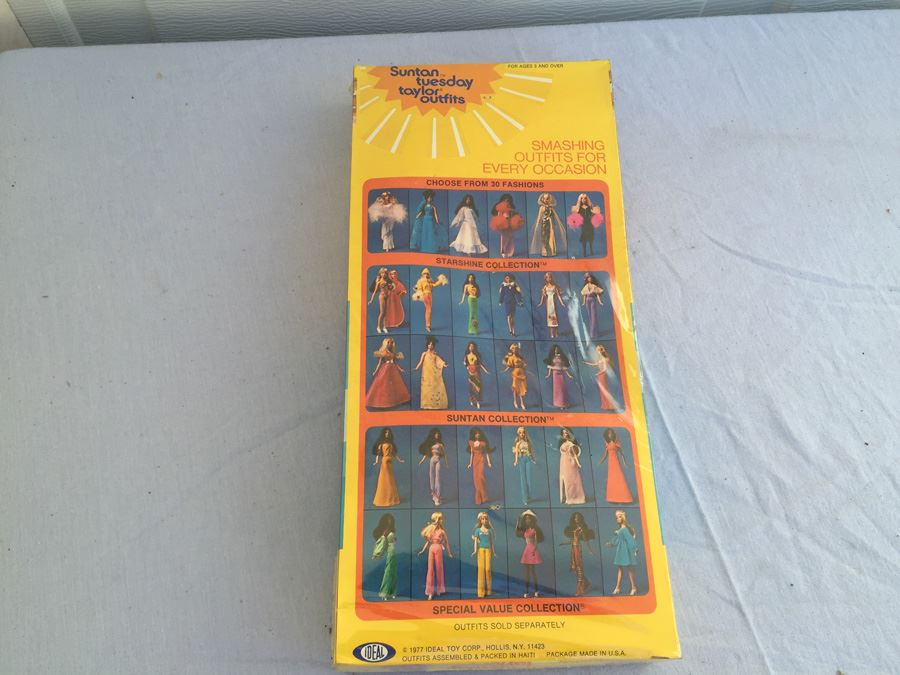 Suntan™
tuesday
taylor®
outfits
FOR AGES 3 AND OVER
SMASHING
OUTFITS FOR
EVERY OCCASION
CHOOSE FROM 30 FASHIONS
STARSHINE COLLECTION™
SUNTAN COLLECTION™
SPECIAL VALUE COLLECTION®
OUTFITS SOLD SEPARATELY
IDEAL
© 1977 IDEAL TOY CORP., HOLLIS, N.Y. 11423
OUTFITS ASSEMBLED & PACKED IN HAITI PACKAGE MADE IN U.S.A.